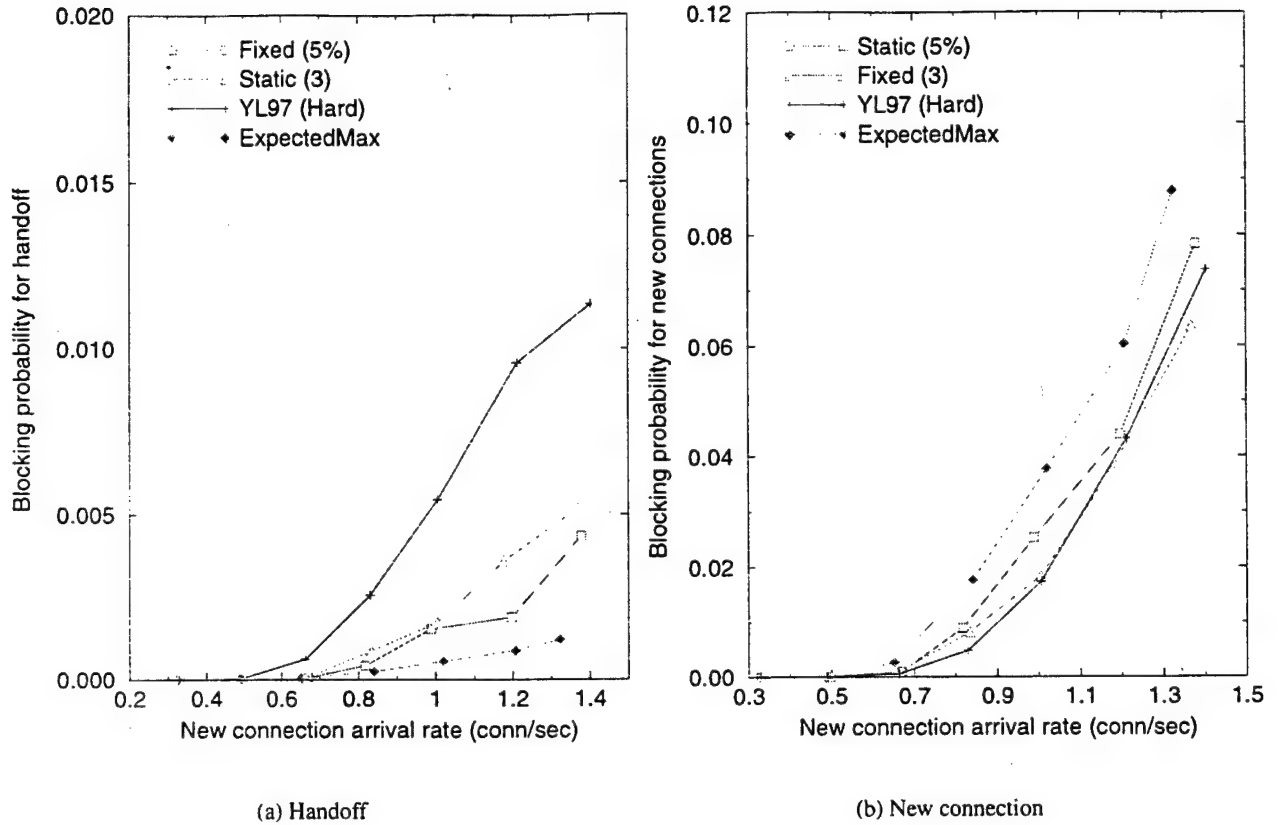 0.020
0.015
0.010
0.005
0.000
Blocking probability for handoff
Fixed (5%)
Static (3)
YL97 (Hard)
ExpectedMax
0.2 0.4 0.6 0.8 1 1.2 1.4
New connection arrival rate (conn/sec)
(a) Handoff
0.12
0.10
0.08
0.06
0.04
0.02
0.00
Blocking probability for new connections
Static (5%)
Fixed (3)
YL97 (Hard)
ExpectedMax
0.3 0.5 0.7 0.9 1.1 1.3 1.5
New connection arrival rate (conn/sec)
(b) New connection